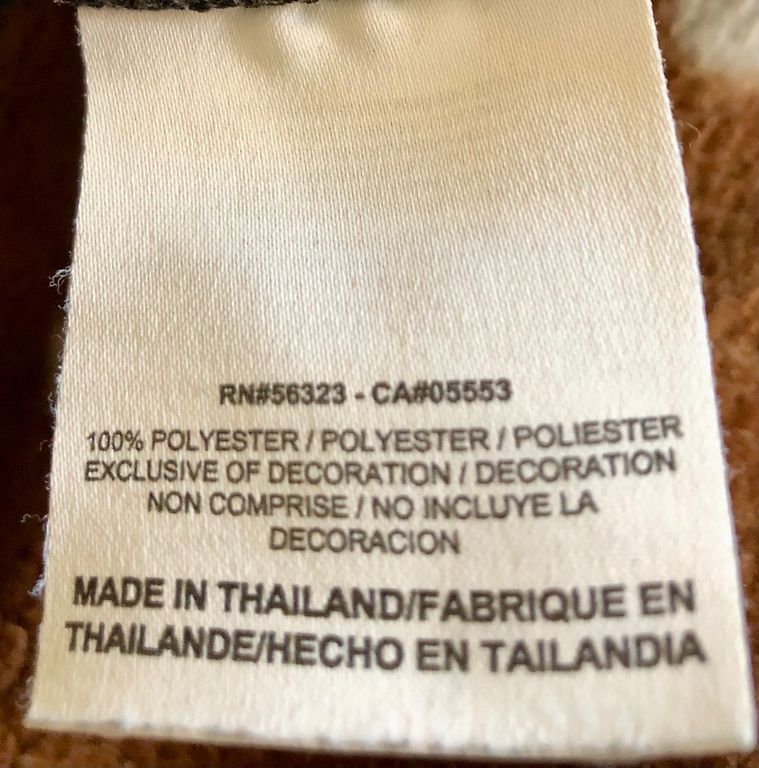 RN#56323 - CA#05553
100% POLYESTER / POLYESTER / POLIESTER
EXCLUSIVE OF DECORATION / DECORATION
NON COMPRISE / NO INCLUYE LA
DECORACION
MADE IN THAILAND/FABRIQUE EN
THAILANDE/HECHO EN TAILANDIA